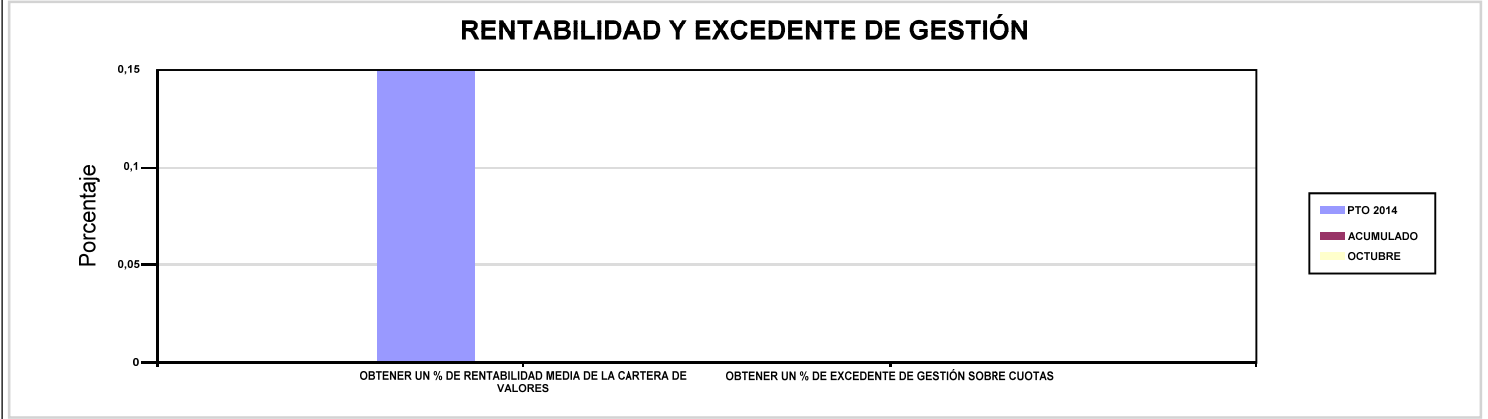 RENTABILIDAD Y EXCEDENTE DE GESTIÓN
0,15
0,1
0,05
0
Porcentaje
OBTENER UN % DE RENTABILIDAD MEDIA DE LA CARTERA DE
VALORES
OBTENER UN % DE EXCEDENTE DE GESTIÓN SOBRE CUOTAS
PTO 2014
ACUMULADO
OCTUBRE